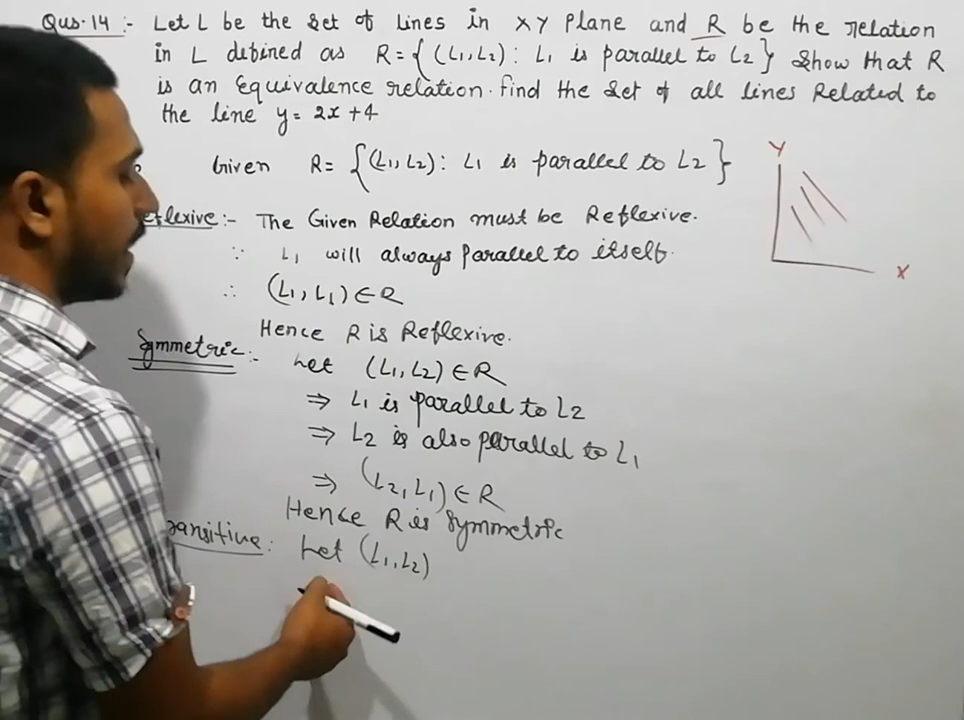 Qus.14 :- Let L be the set of lines in XY plane and R be the relation
in L defined as R = { (L1, L2) : L1 is parallel to L2 } show that R
is an Equivalence relation. find the set of all lines Related to
the line y = 2x + 4
Given R = { (L1, L2) : L1 is parallel to L2 }
Y
X
eflexive :- The Given Relation must be Reflexive.
∵ L1 will always parallel to itself.
∴ (L1, L1) ∈ R
Hence R is Reflexive.
Symmetric :- Let (L1, L2) ∈ R
⇒ L1 is parallel to L2
⇒ L2 is also parallel to L1
⇒ (L2, L1) ∈ R
Hence R is Symmetric
ransitive : Let (L1, L2)